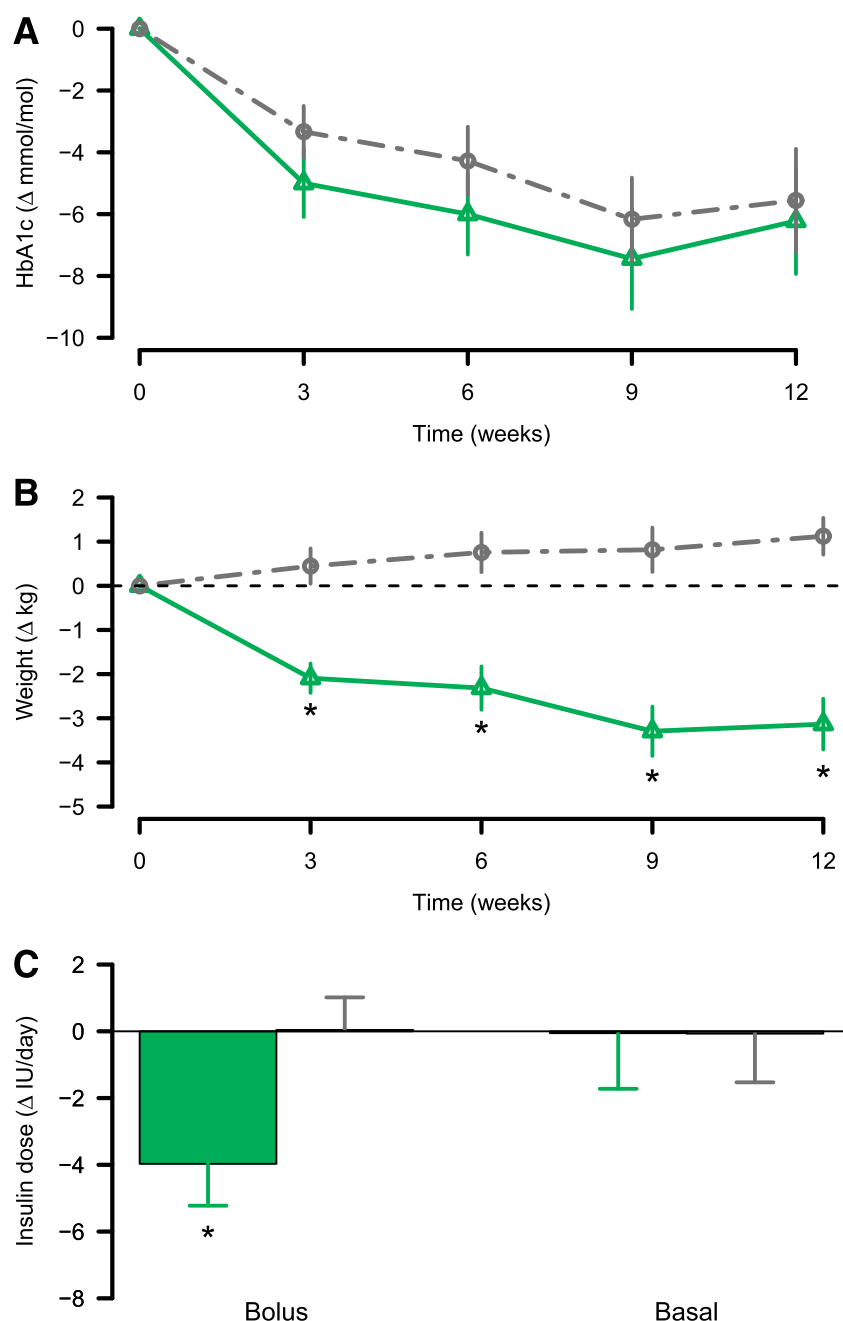 A
HbA1c (Δ mmol/mol)
0
−2
−4
−6
−8
−10
0 3 6 9 12
Time (weeks)
B
Weight (Δ kg)
2
1
0
−1
−2
−3
−4
−5
* * * *
0 3 6 9 12
Time (weeks)
C
Insulin dose (Δ IU/day)
2
0
−2
−4
−6
−8
*
Bolus Basal